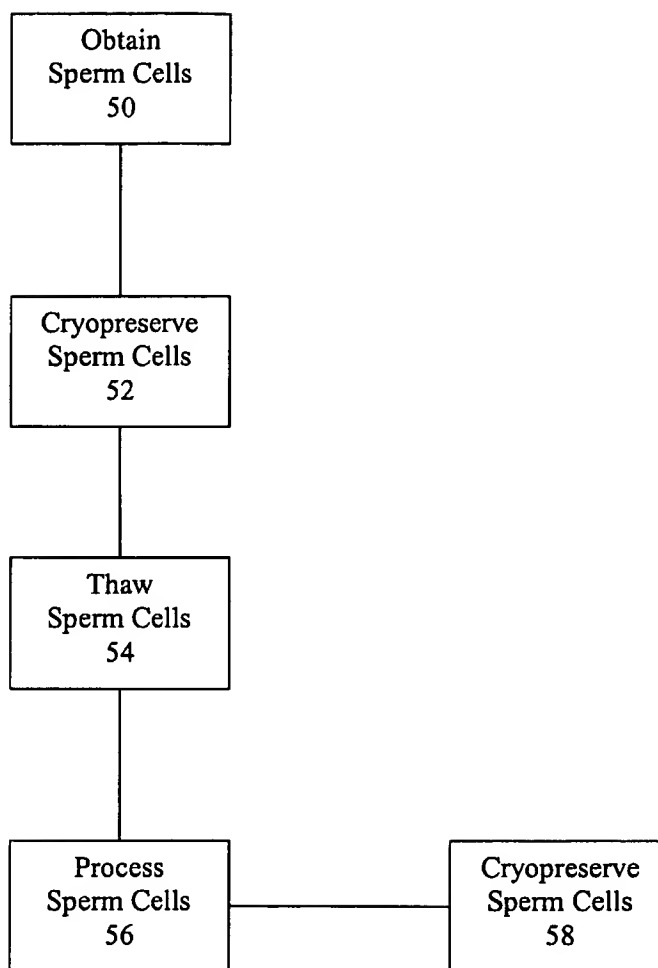 Obtain
Sperm Cells
50
Cryopreserve
Sperm Cells
52
Thaw
Sperm Cells
54
Process
Sperm Cells
56
Cryopreserve
Sperm Cells
58